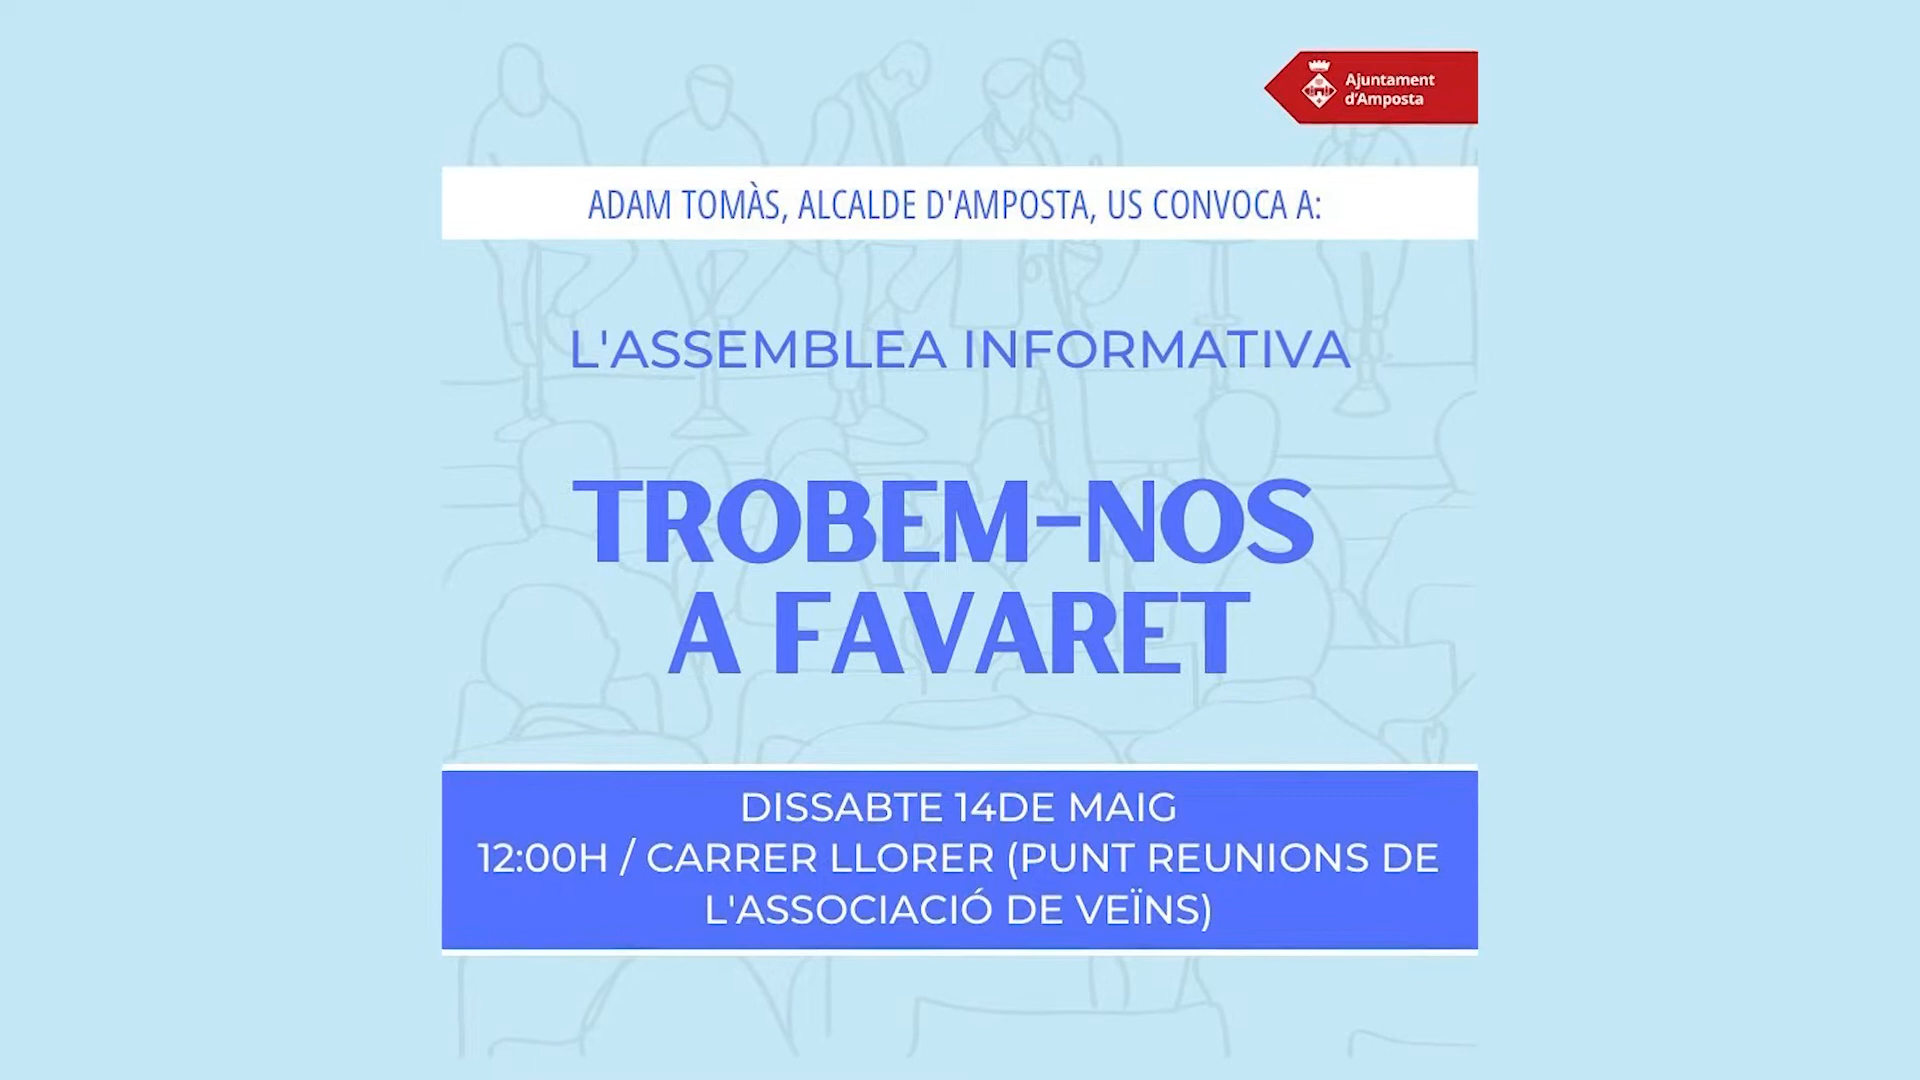 Ajuntament
d'Amposta
ADAM TOMÀS, ALCALDE D'AMPOSTA, US CONVOCA A:
L'ASSEMBLEA INFORMATIVA
TROBEM-NOS
A FAVARET
DISSABTE 14DE MAIG
12:00H / CARRER LLORER (PUNT REUNIONS DE
L'ASSOCIACIÓ DE VEÏNS)